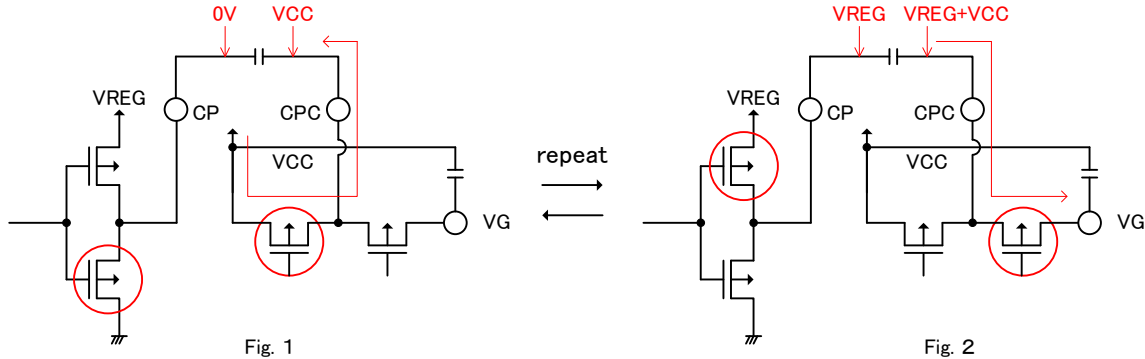 0V VCC
VREG
CP
CPC
VCC
VG
Fig. 1
repeat
VREG VREG+VCC
VREG
CP
CPC
VCC
VG
Fig. 2